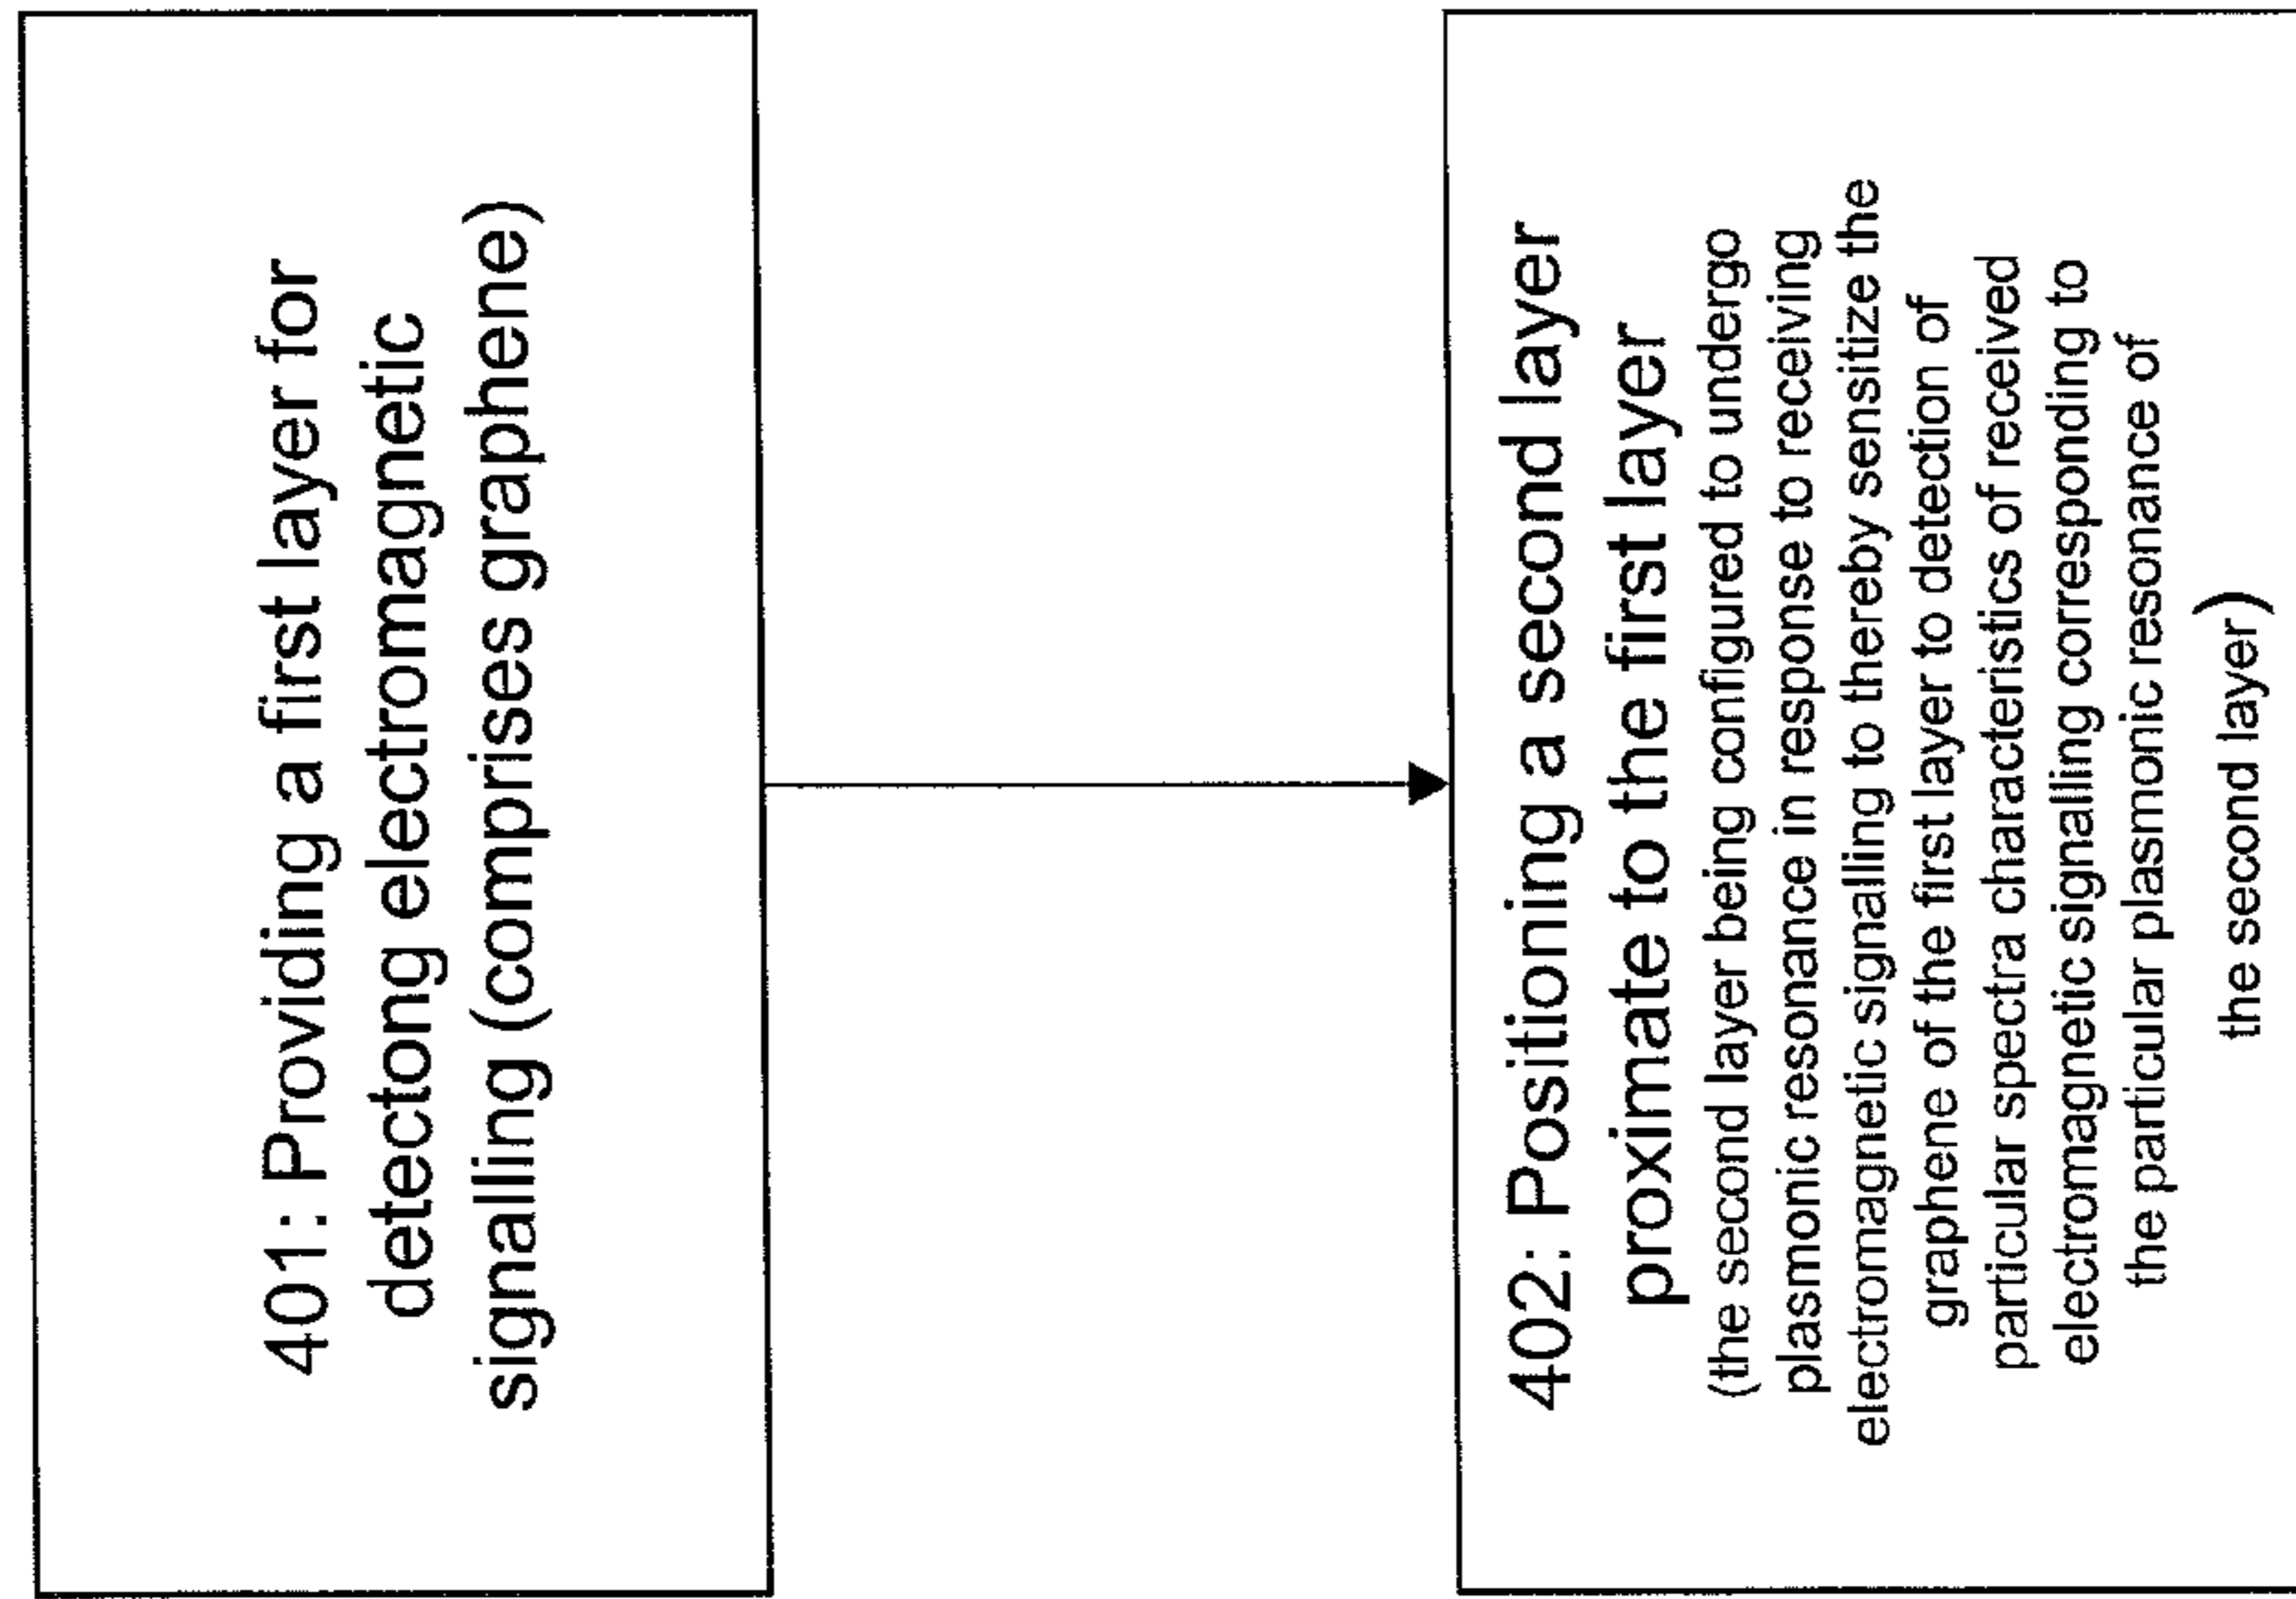 401: Providing a first layer for
detectong electromagnetic
signalling (comprises graphene)
402: Positioning a second layer
proximate to the first layer
(the second layer being configured to undergo
plasmonic resonance in response to receiving
electromagnetic signalling to thereby sensitize the
graphene of the first layer to detection of
particular spectra characteristics of received
electromagnetic signalling corresponding to
the particular plasmonic resonance of
the second layer)